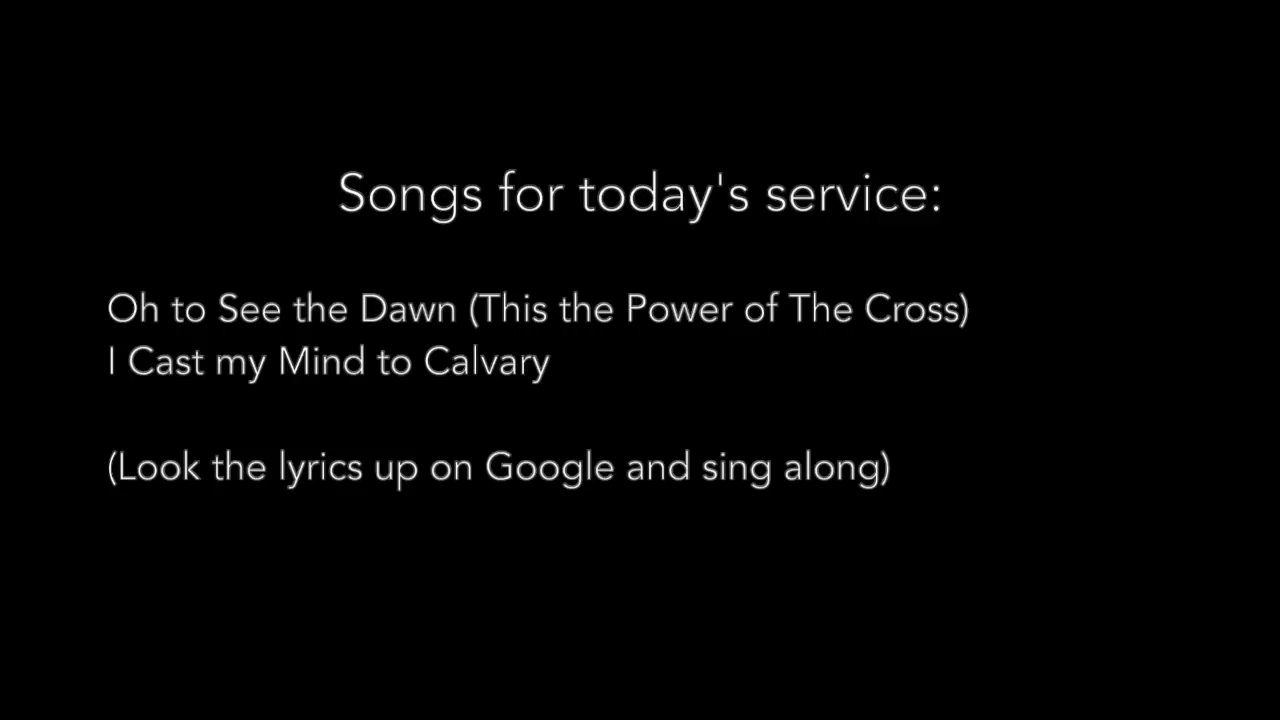 Songs for today's service:
Oh to See the Dawn (This the Power of The Cross)
I Cast my Mind to Calvary
(Look the lyrics up on Google and sing along)